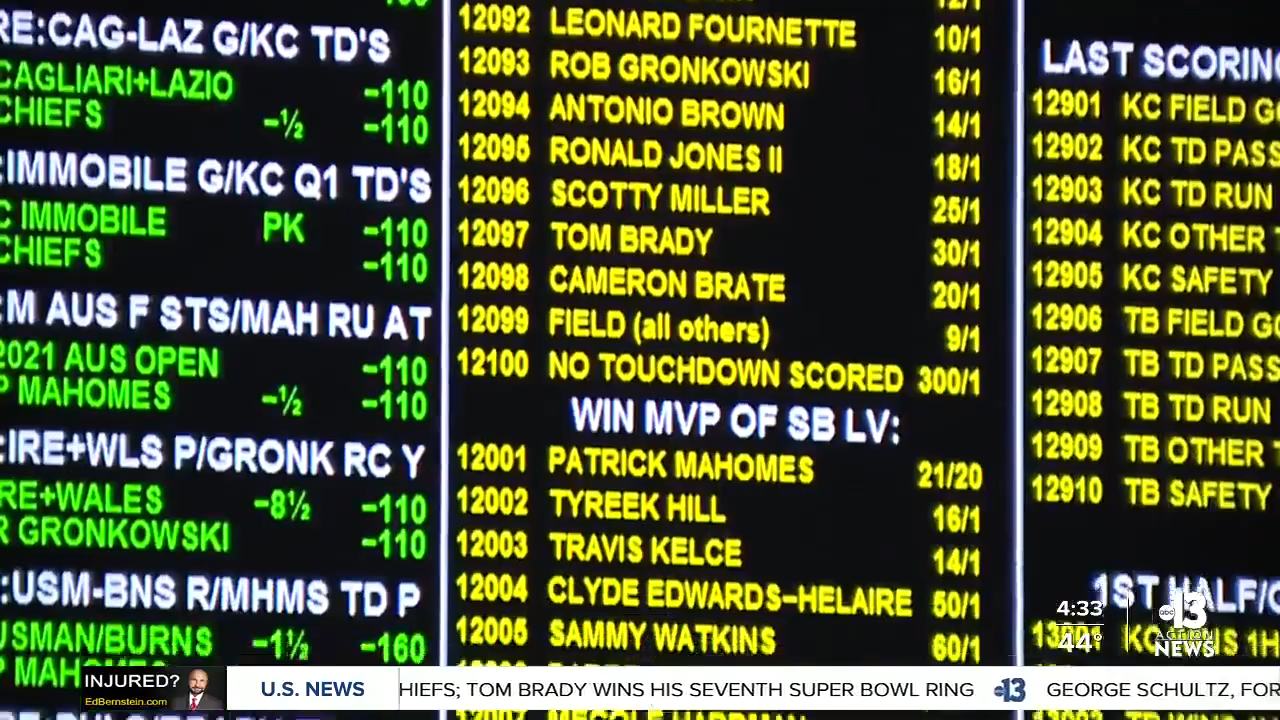 RE:CAG-LAZ G/KC TD'S
CAGLIARI+LAZIO -110
CHIEFS -½ -110
:IMMOBILE G/KC Q1 TD'S
C IMMOBILE PK -110
CHIEFS -110
:M AUS F STS/MAH RU AT
2021 AUS OPEN -110
P MAHOMES -½ -110
:IRE+WLS P/GRONK RC Y
RE+WALES -8½ -110
R GRONKOWSKI -110
:USM-BNS R/MHMS TD P
USMAN/BURNS -1½ -160
P MAHOMES
12/1
12092 LEONARD FOURNETTE 10/1
12093 ROB GRONKOWSKI 16/1
12094 ANTONIO BROWN 14/1
12095 RONALD JONES II 18/1
12096 SCOTTY MILLER 25/1
12097 TOM BRADY 30/1
12098 CAMERON BRATE 20/1
12099 FIELD (all others) 9/1
12100 NO TOUCHDOWN SCORED 300/1
WIN MVP OF SB LV:
12001 PATRICK MAHOMES 21/20
12002 TYREEK HILL 16/1
12003 TRAVIS KELCE 14/1
12004 CLYDE EDWARDS-HELAIRE 50/1
12005 SAMMY WATKINS 60/1
LAST SCORING
12901 KC FIELD GO
12902 KC TD PASS
12903 KC TD RUN
12904 KC OTHER T
12905 KC SAFETY
12906 TB FIELD GO
12907 TB TD PASS
12908 TB TD RUN
12909 TB OTHER T
12910 TB SAFETY
1ST HALF/G
4:33
44°
abc 13
ACTION
NEWS
INJURED?
EdBernstein.com
U.S. NEWS
HIEFS; TOM BRADY WINS HIS SEVENTH SUPER BOWL RING
13
GEORGE SCHULTZ, FOR